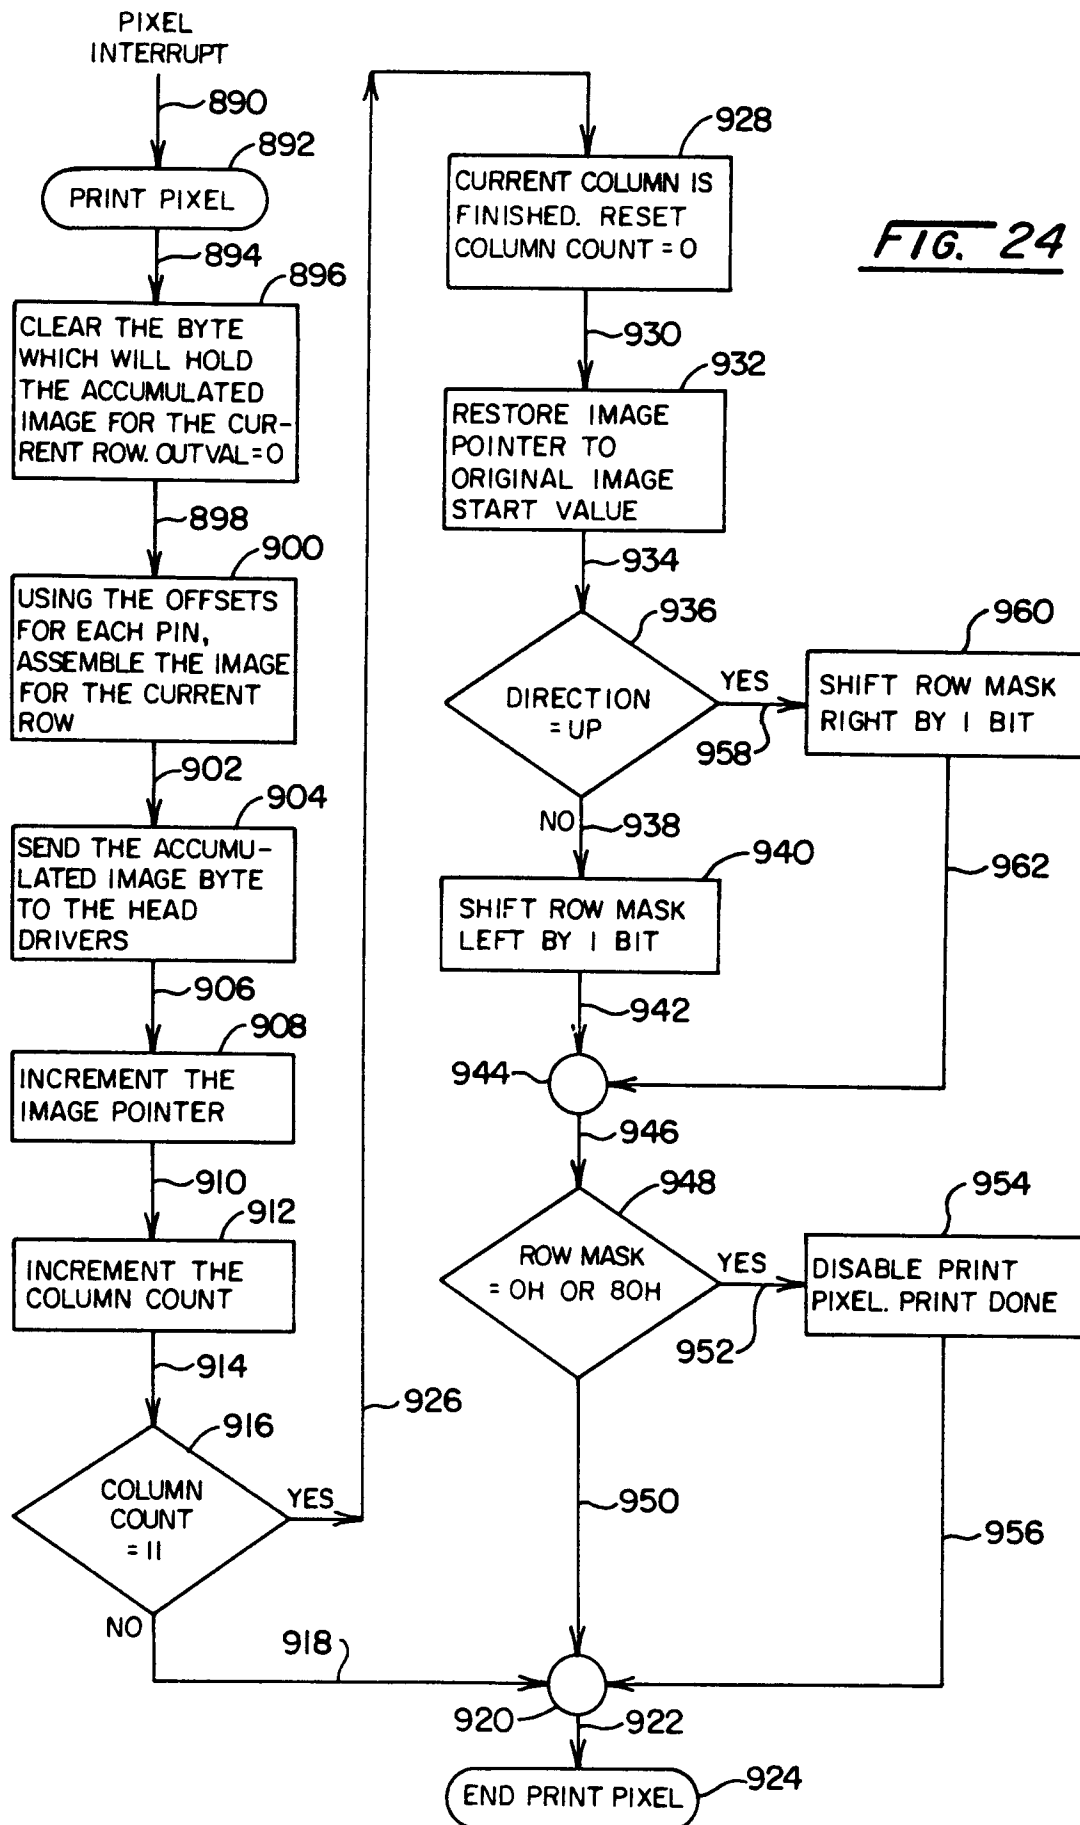 PIXEL
INTERRUPT
890
892
PRINT PIXEL
894
896
CLEAR THE BYTE
WHICH WILL HOLD
THE ACCUMULATED
IMAGE FOR THE CUR-
RENT ROW. OUTVAL=0
898
900
USING THE OFFSETS
FOR EACH PIN,
ASSEMBLE THE IMAGE
FOR THE CURRENT
ROW
902
904
SEND THE ACCUMU-
LATED IMAGE BYTE
TO THE HEAD
DRIVERS
906
908
INCREMENT THE
IMAGE POINTER
910
912
INCREMENT THE
COLUMN COUNT
914
916
COLUMN
COUNT
= 11
YES
NO
918
926
928
CURRENT COLUMN IS
FINISHED. RESET
COLUMN COUNT = 0
FIG. 24
930
932
RESTORE IMAGE
POINTER TO
ORIGINAL IMAGE
START VALUE
934
936
DIRECTION
= UP
YES
958
960
SHIFT ROW MASK
RIGHT BY 1 BIT
NO
938
940
SHIFT ROW MASK
LEFT BY 1 BIT
962
942
944
946
948
ROW MASK
= 0H OR 80H
YES
952
954
DISABLE PRINT
PIXEL. PRINT DONE
950
956
920
922
924
END PRINT PIXEL